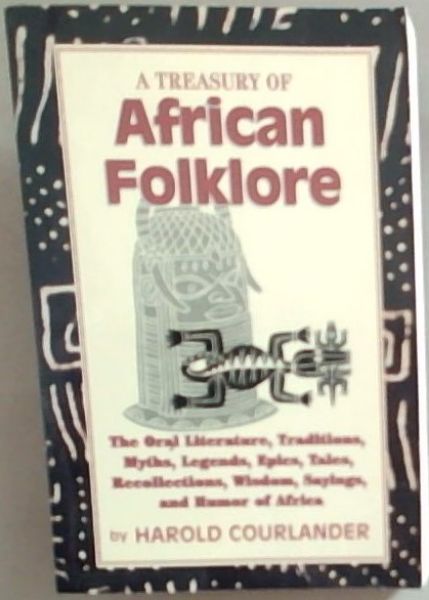 A TREASURY OF
African
Folklore
The Oral Literature, Traditions,
Myths, Legends, Epics, Tales,
Recollections, Wisdom, Sayings,
and Humor of Africa
by HAROLD COURLANDER